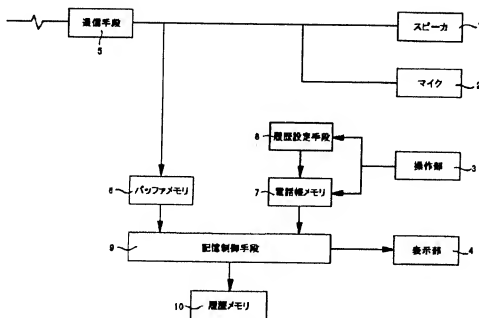 通信手段
5
スピーカ
1
マイク
2
8
履歴設定手段
操作部
3
6
バッファメモリ
7
電話帳メモリ
9
記憶制御手段
表示部
4
10
履歴メモリ